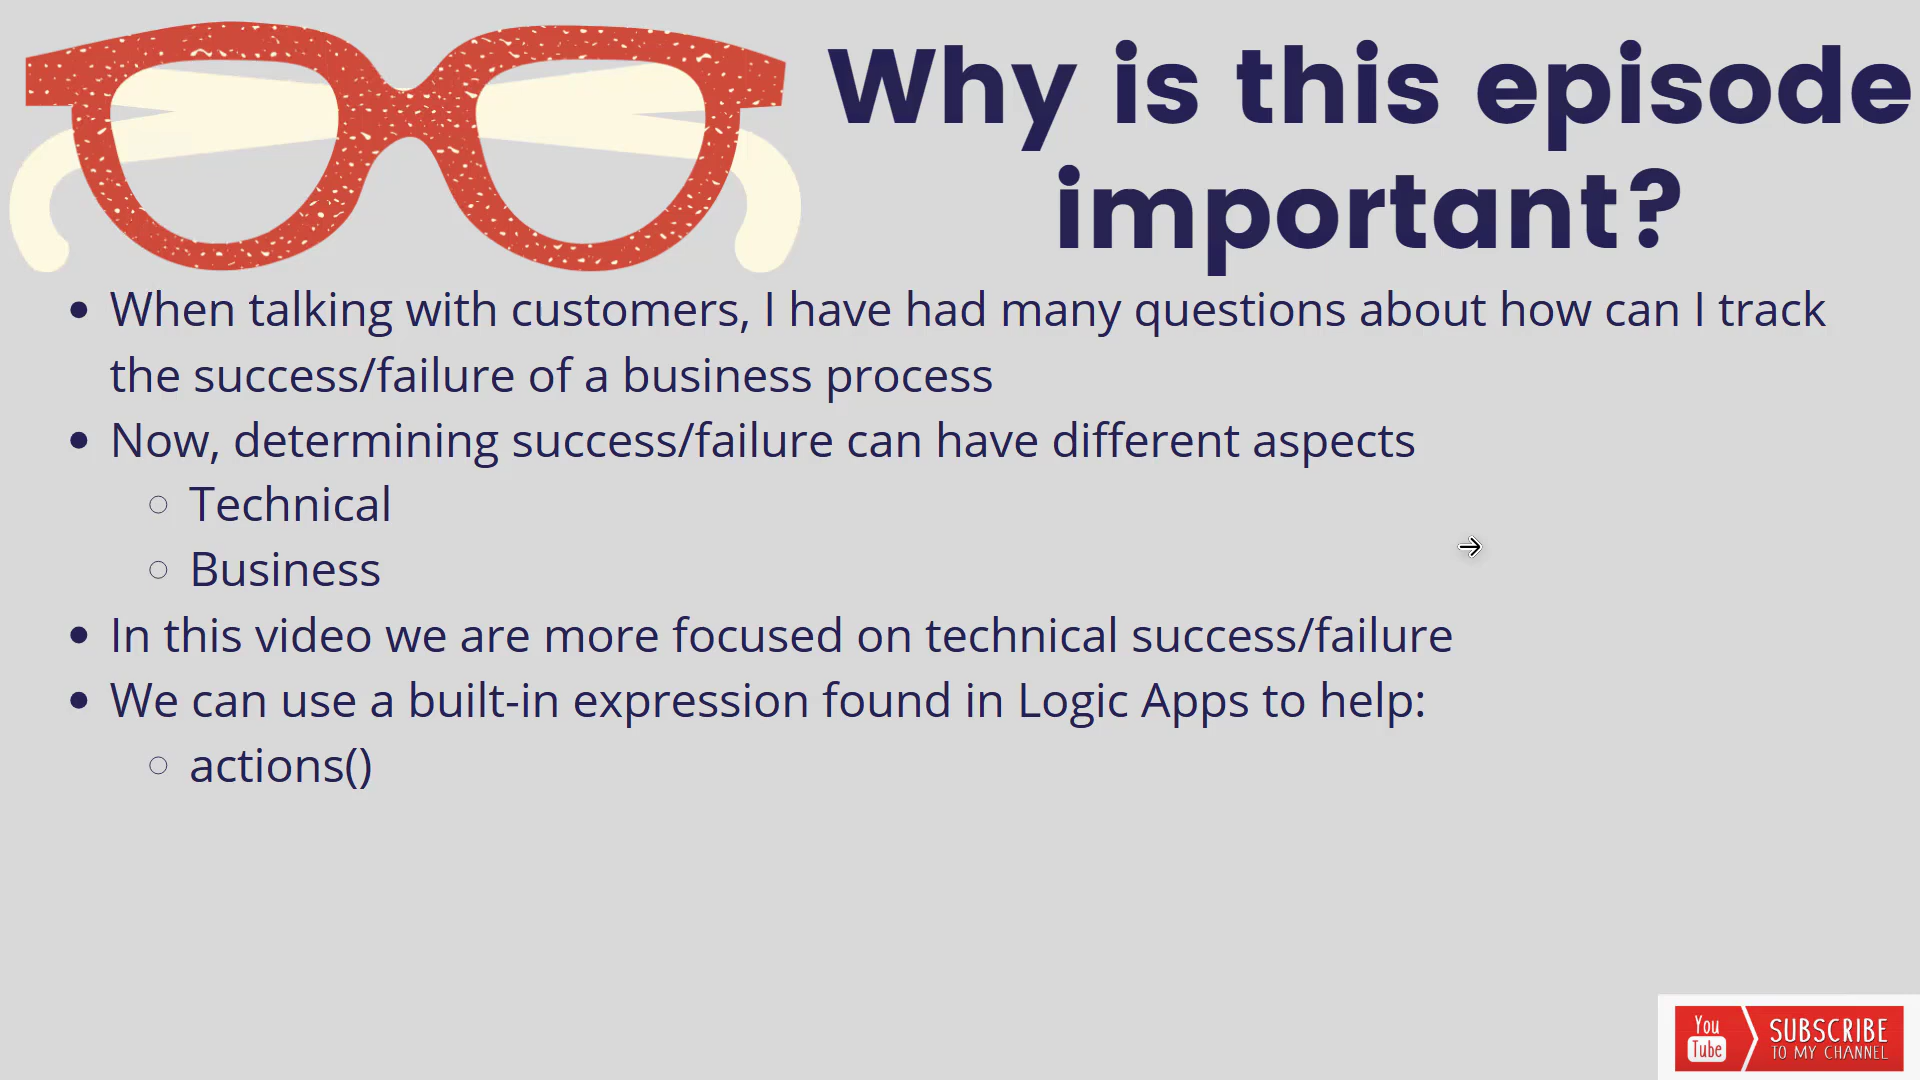 Why is this episode
important?
• When talking with customers, I have had many questions about how can I track
the success/failure of a business process
• Now, determining success/failure can have different aspects
○ Technical
○ Business
• In this video we are more focused on technical success/failure
• We can use a built-in expression found in Logic Apps to help:
○ actions()
You
Tube
SUBSCRIBE
TO MY CHANNEL